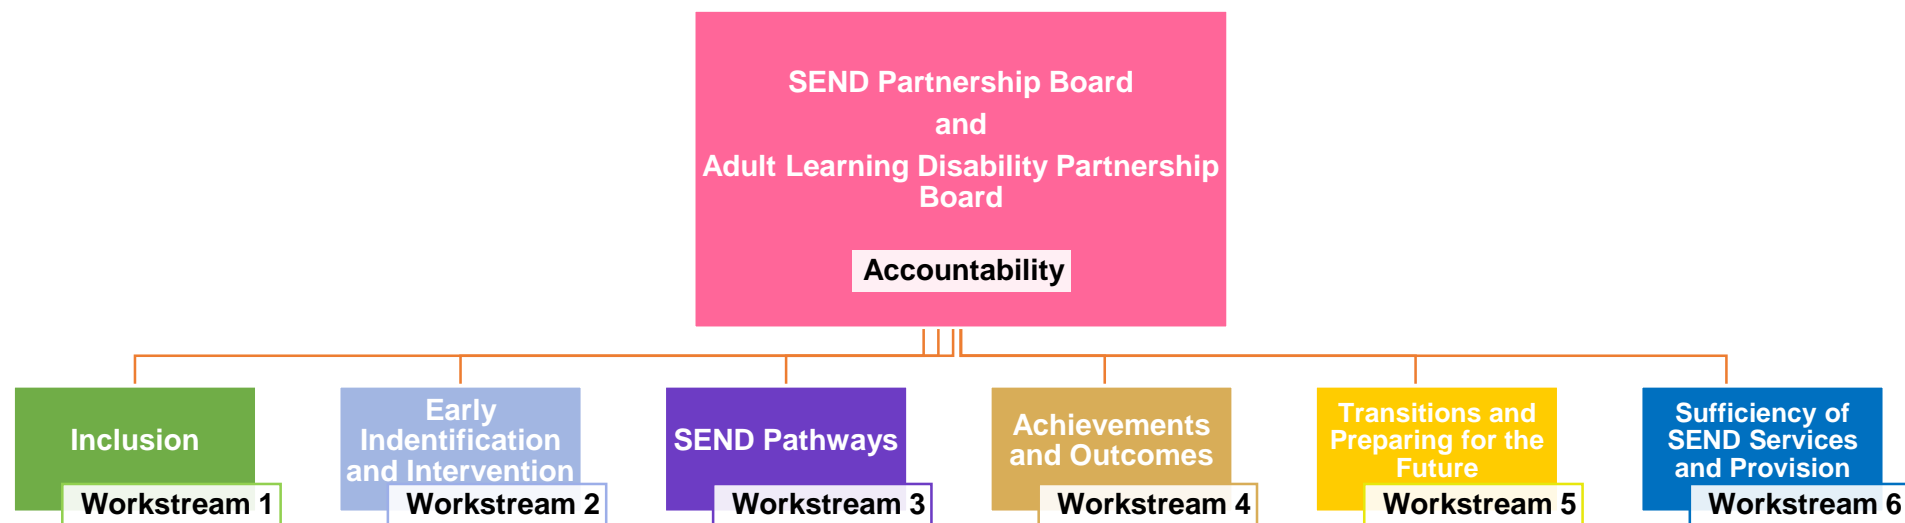 SEND Partnership Board
and
Adult Learning Disability Partnership
Board
Accountability
Inclusion
Workstream 1
Early
Indentification
and Intervention
Workstream 2
SEND Pathways
Workstream 3
Achievements
and Outcomes
Workstream 4
Transitions and
Preparing for the
Future
Workstream 5
Sufficiency of
SEND Services
and Provision
Workstream 6